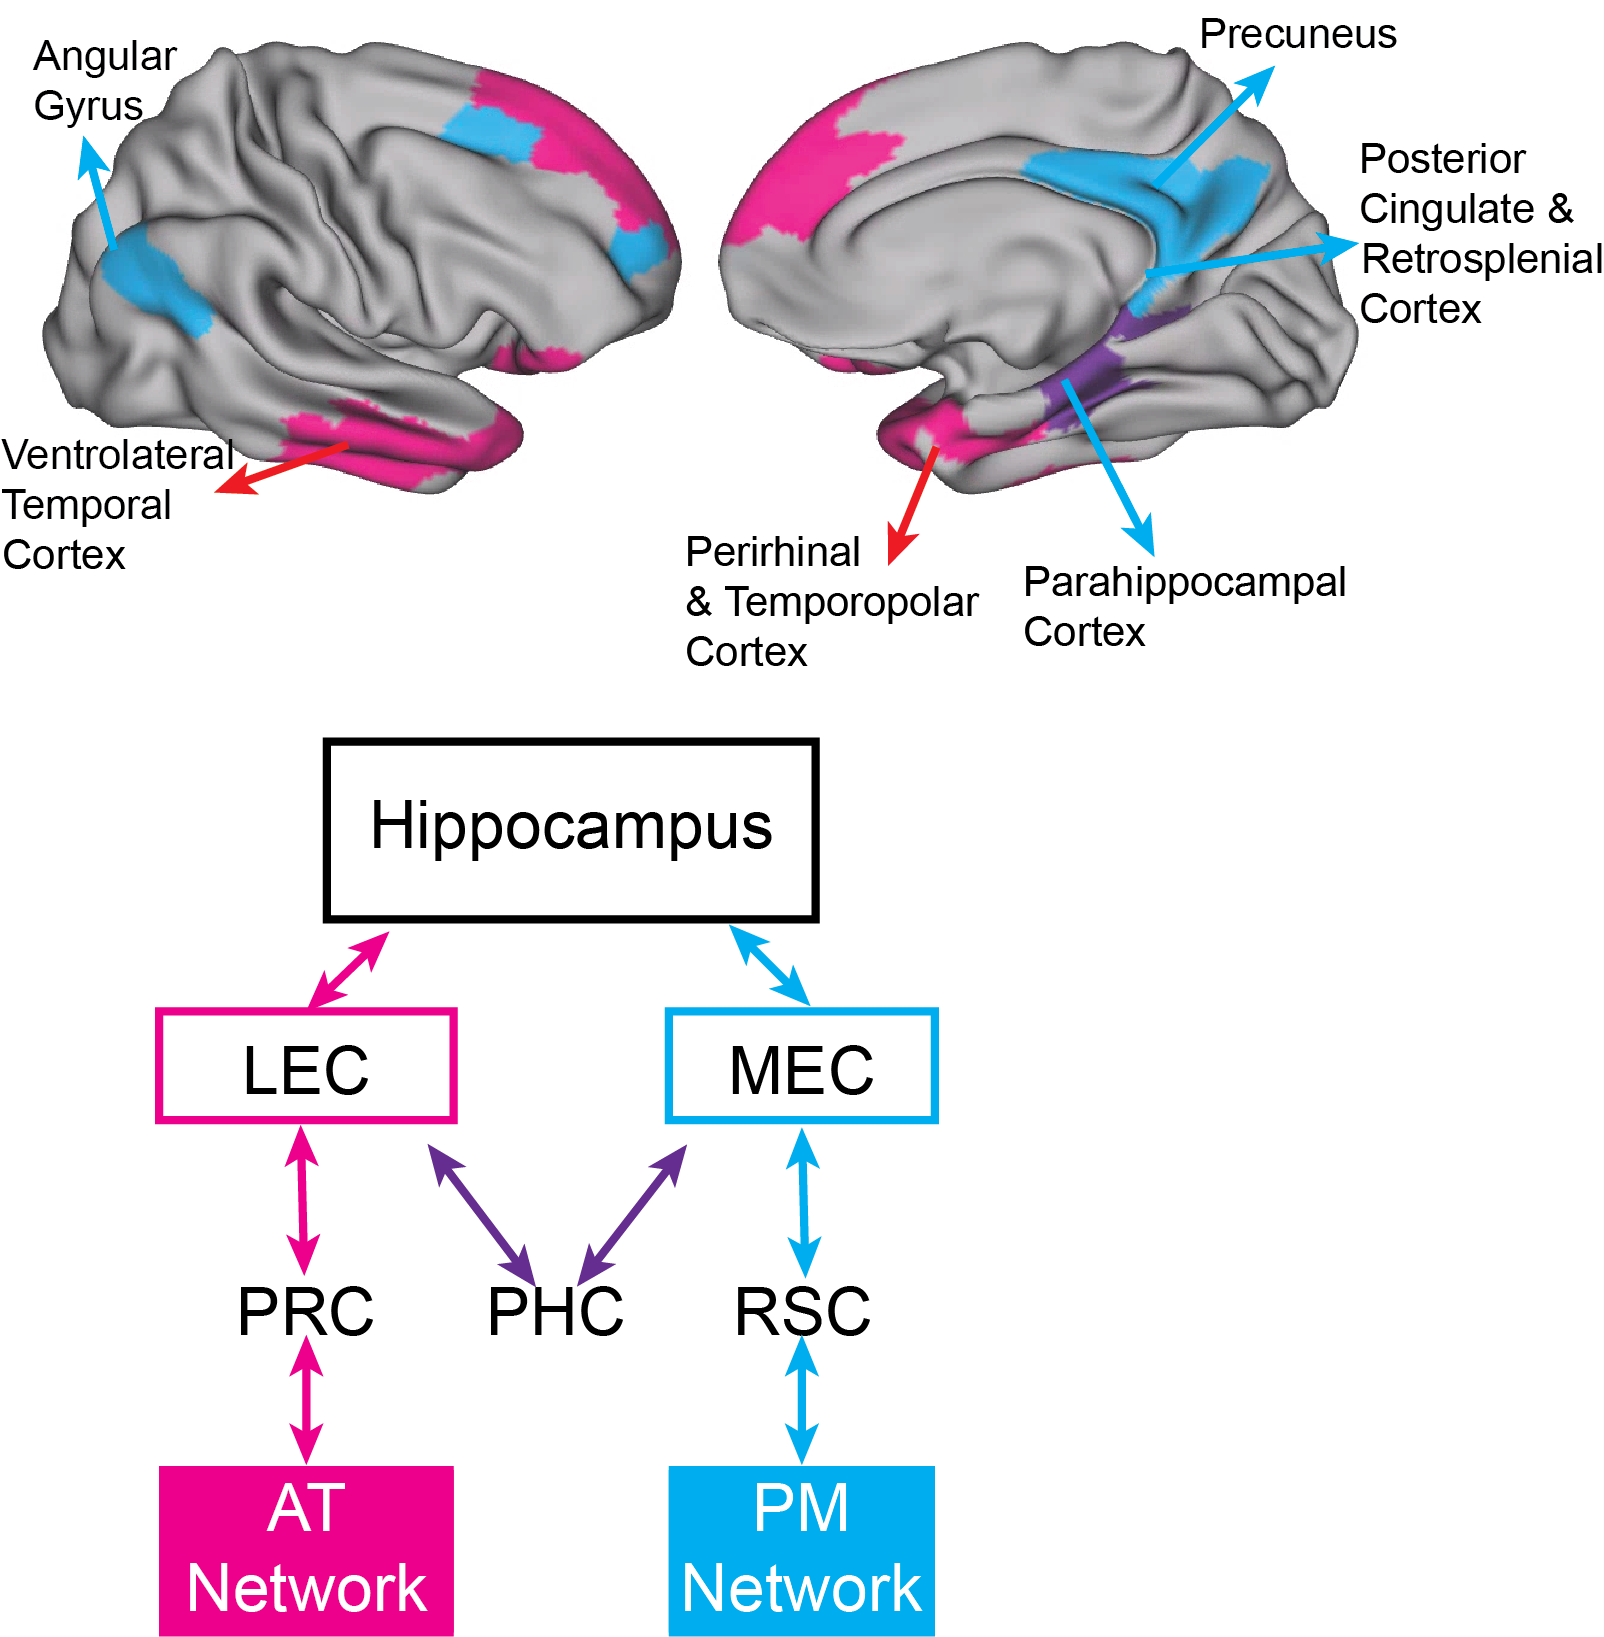 Angular
Gyrus
Precuneus
Posterior
Cingulate &
Retrosplenial
Cortex
Ventrolateral
Temporal
Cortex
Perirhinal
& Temporopolar
Cortex
Parahippocampal
Cortex
Hippocampus
LEC
MEC
PRC
PHC
RSC
AT
Network
PM
Network